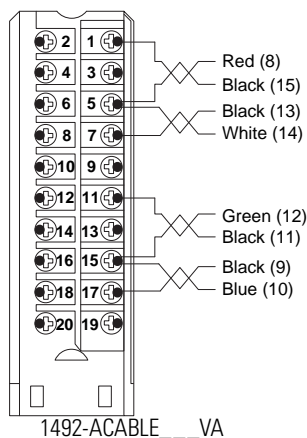 2 1
Red (8)
4 3
Black (15)
6 5
Black (13)
8 7
White (14)
10 9
12 11
Green (12)
14 13
Black (11)
16 15
Black (9)
18 17
Blue (10)
20 19
1492-ACABLE___VA